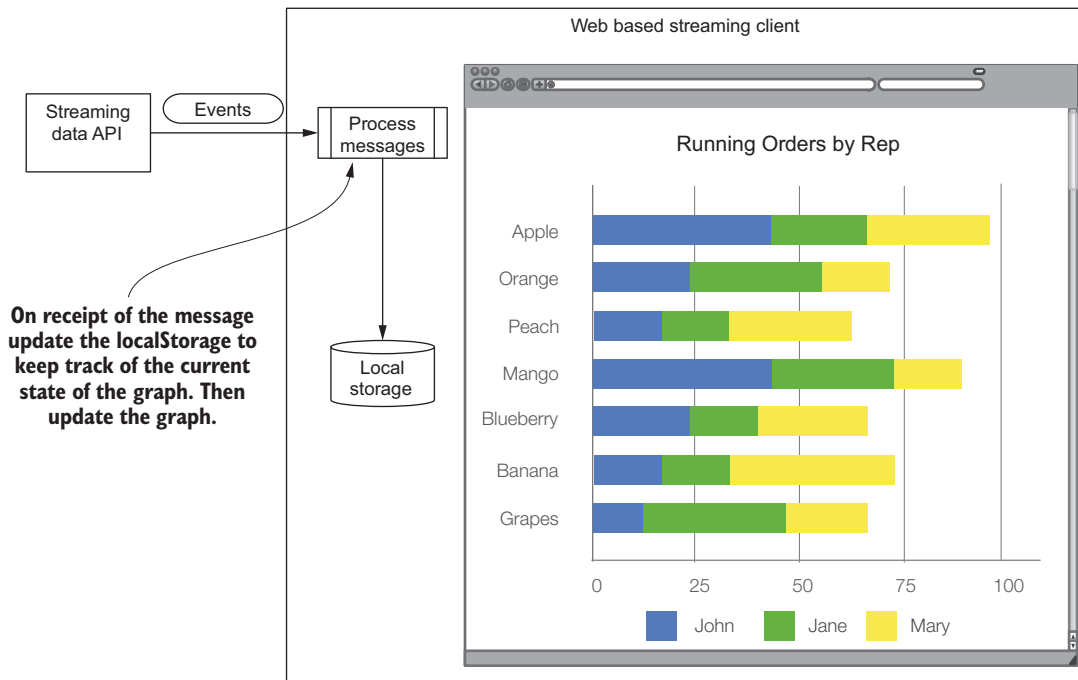 Web based streaming client
Streaming
data API
Events
Process
messages
On receipt of the message
update the localStorage to
keep track of the current
state of the graph. Then
update the graph.
Local
storage
Running Orders by Rep
Apple
Orange
Peach
Mango
Blueberry
Banana
Grapes
0 25 50 75 100
John Jane Mary